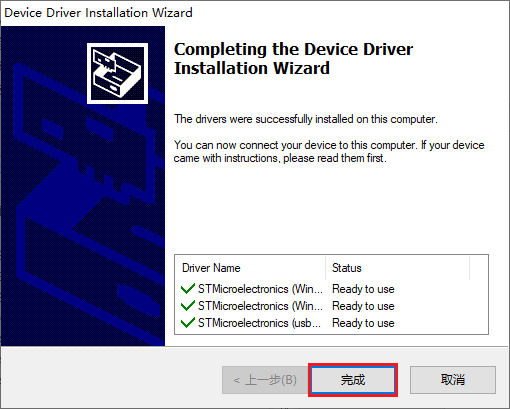 Device Driver Installation Wizard
Completing the Device Driver
Installation Wizard
The drivers were successfully installed on this computer.
You can now connect your device to this computer. If your device
came with instructions, please read them first.
Driver Name Status
STMicroelectronics (Win... Ready to use
STMicroelectronics (Win... Ready to use
STMicroelectronics (usb... Ready to use
< 上一步(B) 完成 取消